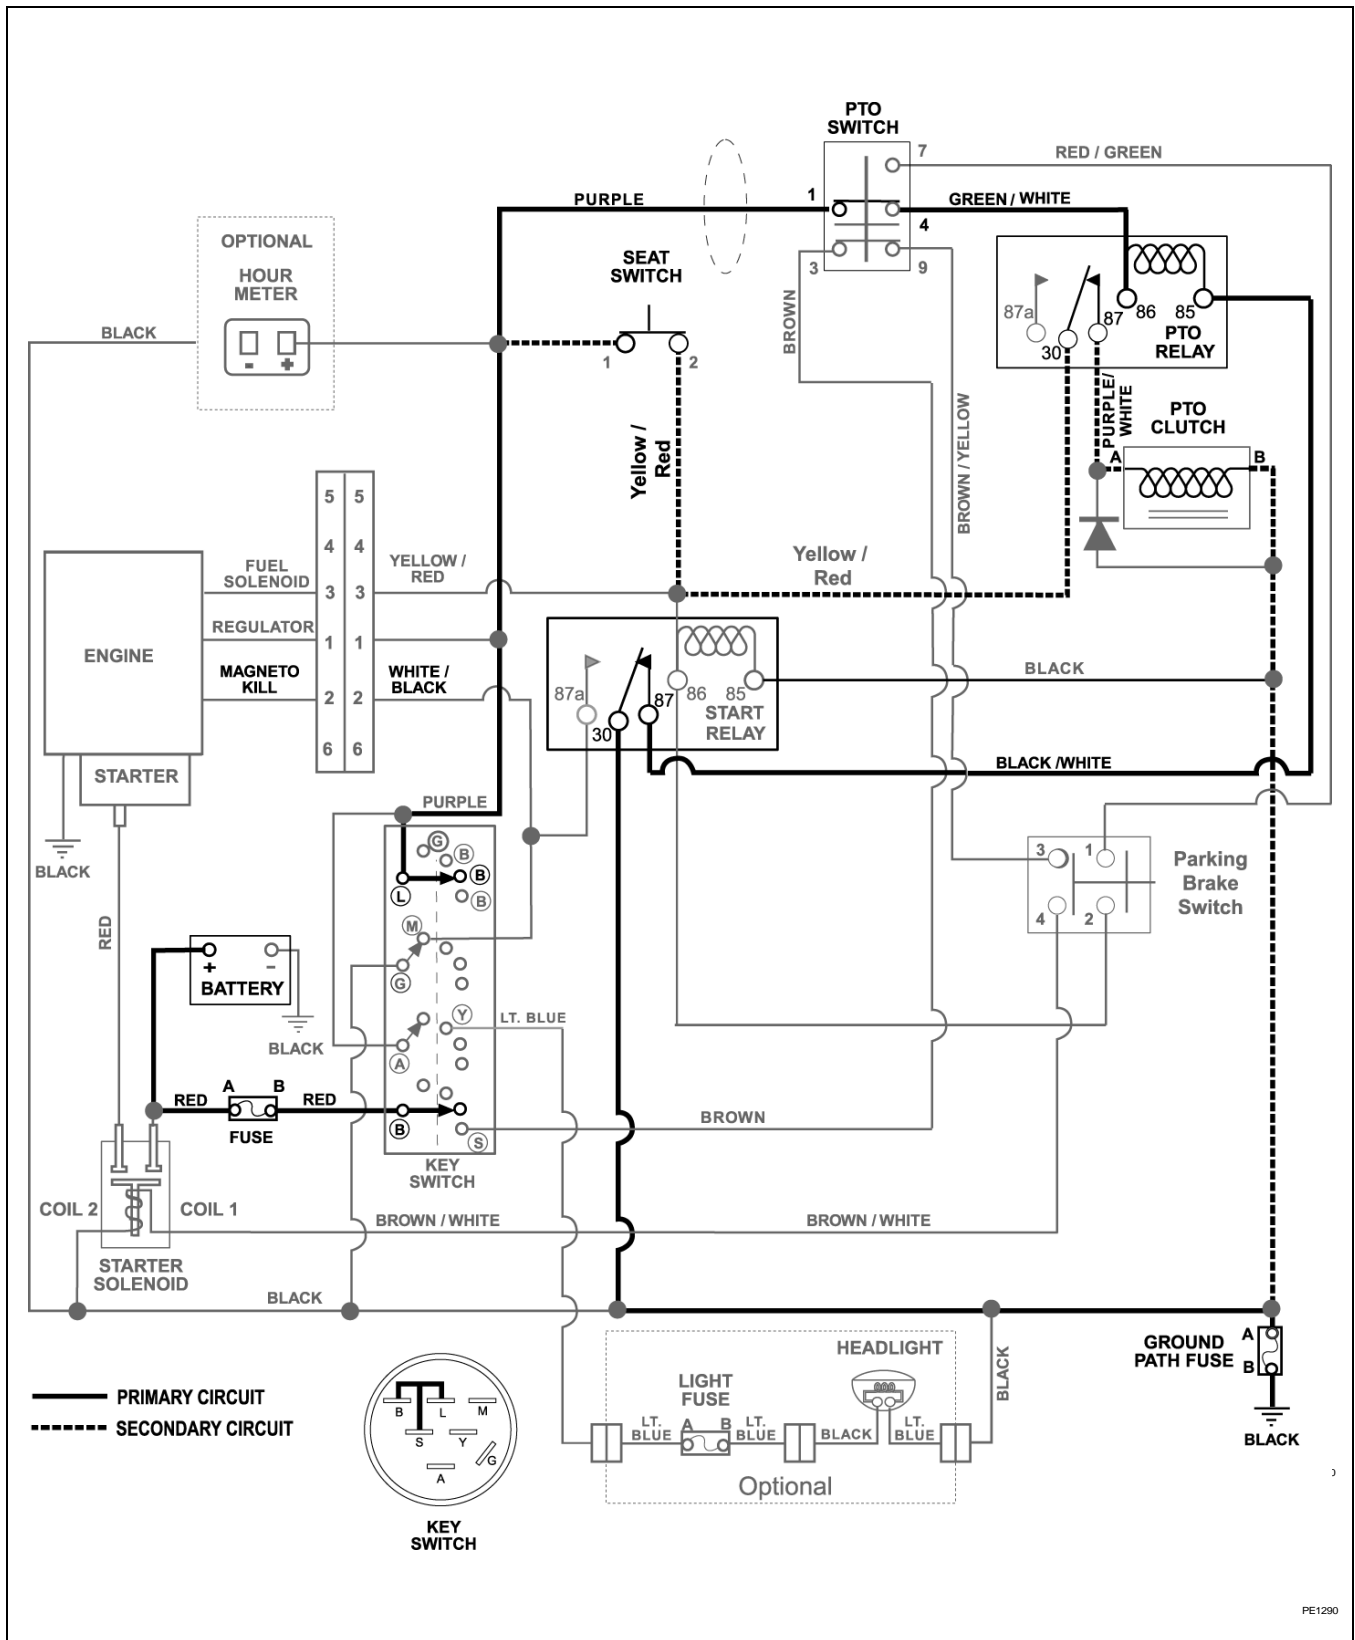 PTO
SWITCH
7
RED / GREEN
PURPLE
1
GREEN / WHITE
4
3
9
OPTIONAL
HOUR
METER
-
+
BLACK
SEAT
SWITCH
1
2
BROWN
87a
30
87
86
85
PTO
RELAY
PURPLE/
WHITE
PTO
CLUTCH
A
B
Yellow /
Red
BROWN / YELLOW
5 5
4 4
3 3
1 1
2 2
6 6
FUEL
SOLENOID
YELLOW /
RED
Yellow /
Red
REGULATOR
ENGINE
MAGNETO
KILL
WHITE /
BLACK
87a
30
87
86
85
START
RELAY
BLACK
BLACK /WHITE
STARTER
BLACK
PURPLE
G
B
B
L
B
M
G
Y
A
B
S
KEY
SWITCH
3
1
4
2
Parking
Brake
Switch
RED
+
-
BATTERY
BLACK
LT. BLUE
RED
A
B
RED
FUSE
BROWN
COIL 2
COIL 1
BROWN / WHITE
BROWN / WHITE
STARTER
SOLENOID
BLACK
GROUND
PATH FUSE
A
B
BLACK
HEADLIGHT
LIGHT
FUSE
BLACK
LT.
BLUE
A
B
LT.
BLUE
BLACK
LT.
BLUE
Optional
PRIMARY CIRCUIT
SECONDARY CIRCUIT
B
L
M
S
Y
G
A
KEY
SWITCH
PE1290